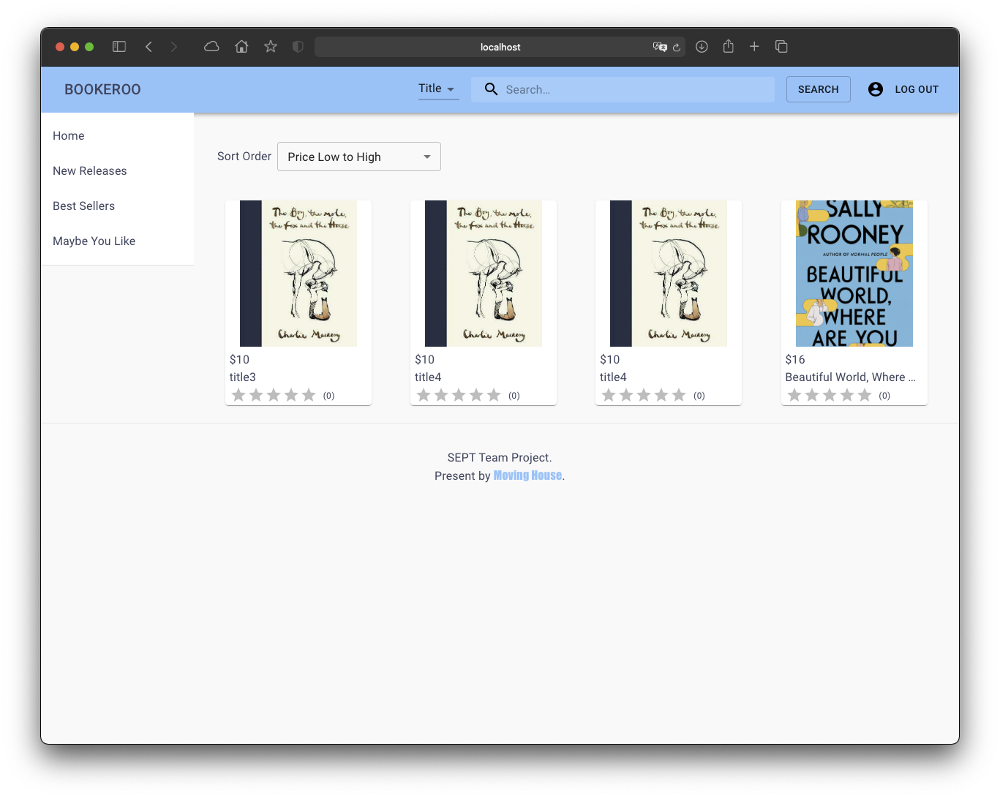 localhost
BOOKEROO
Title
Search...
SEARCH
LOG OUT
Home
New Releases
Best Sellers
Maybe You Like
Sort Order
Price Low to High
The Boy, the mole,
the fox and the Horse
Charlie Mackesy
$10
title3
(0)
The Boy, the mole,
the fox and the Horse
Charlie Mackesy
$10
title4
(0)
The Boy, the mole,
the fox and the Horse
Charlie Mackesy
$10
title4
(0)
SALLY
ROONEY
AUTHOR OF NORMAL PEOPLE
BEAUTIFUL
WORLD,
WHERE
ARE YOU
$16
Beautiful World, Where ...
(0)
SEPT Team Project.
Present by Moving House.